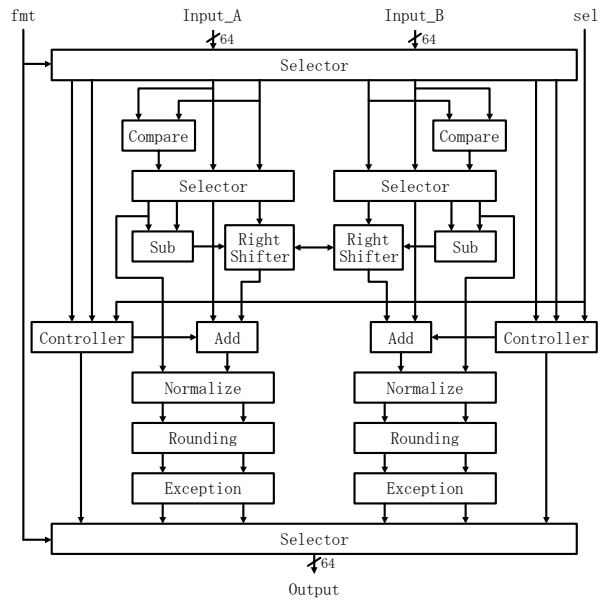 fmt Input_A Input_B sel
64 64
Selector
Compare Compare
Selector Selector
Sub Right Shifter Right Shifter Sub
Controller Add Add Controller
Normalize Normalize
Rounding Rounding
Exception Exception
Selector
64
Output